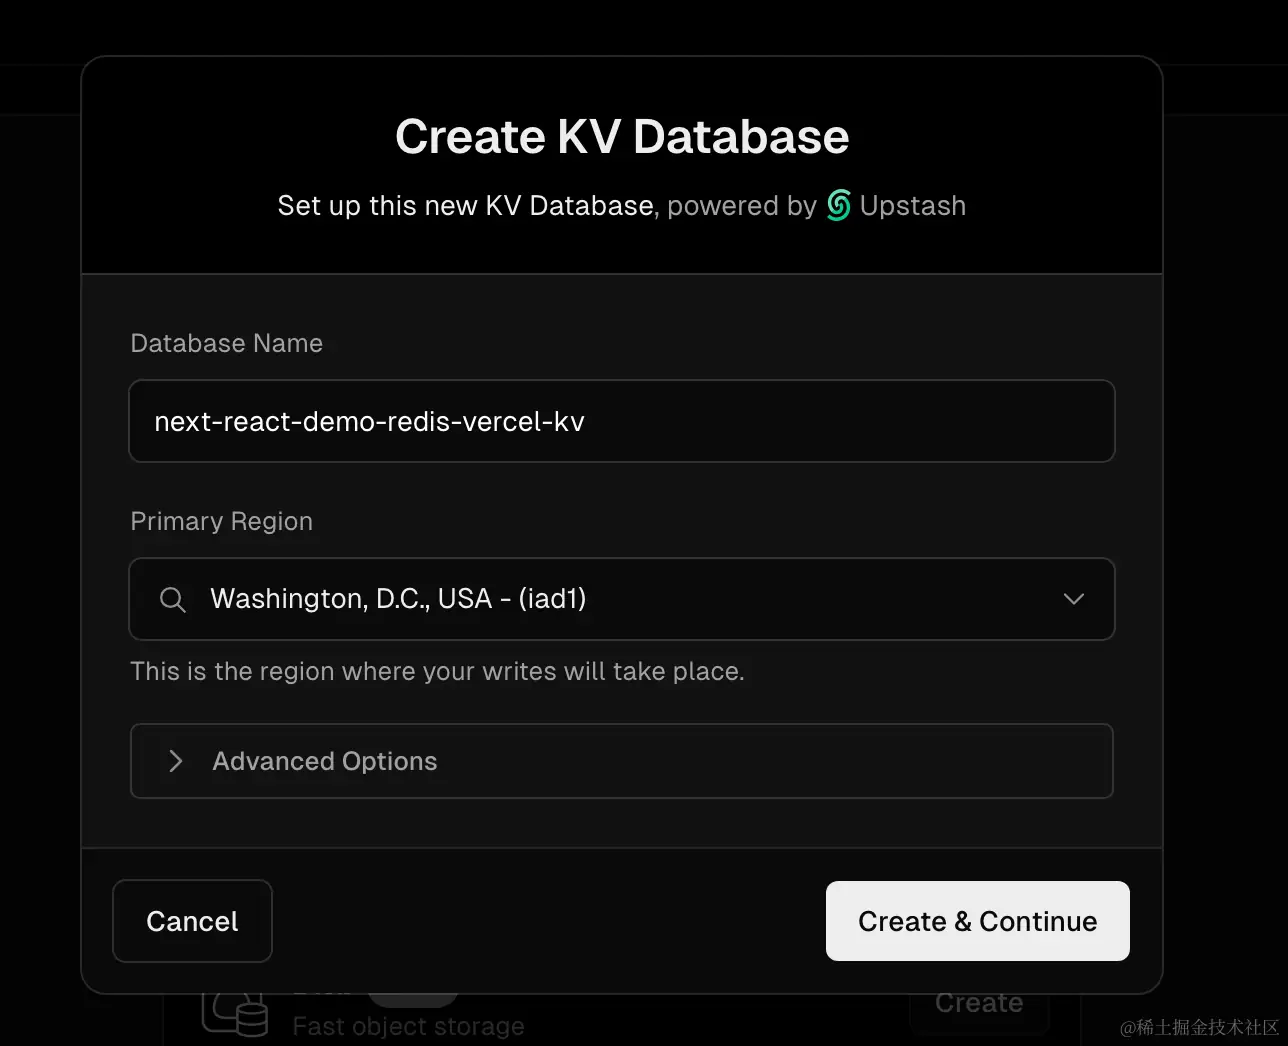 Create KV Database
Set up this new KV Database, powered by Upstash
Database Name
next-react-demo-redis-vercel-kv
Primary Region
Washington, D.C., USA - (iad1)
This is the region where your writes will take place.
Advanced Options
Cancel
Create & Continue
Create
Fast object storage
@稀土掘金技术社区